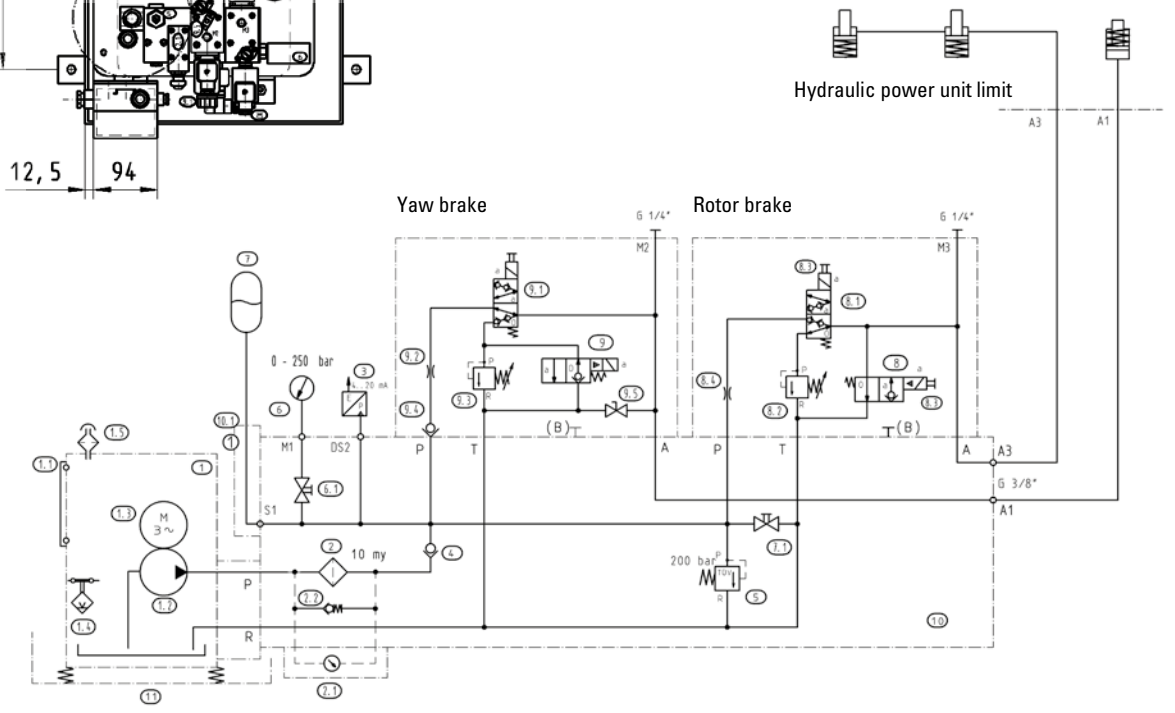 12,5
94
Hydraulic power unit limit
A3
A1
Yaw brake
Rotor brake
G 1/4"
M2
G 1/4"
M3
7
a
9.1
8.3
a
8.1
0 - 250 bar
3
4..20 mA
P
6
9.2
P
R
9.3
9
a
0
a
9.5
8.4
P
R
8.2
8
0
a
a
8.3
9.4
(B)
(B)
10.1
1
1.5
1.1
1
M1
DS2
P
T
A
P
T
A
A3
G 3/8"
A1
6.1
S1
1.3
M
3~
2
10 my
4
7.1
200 bar
P
TÜV
R
5
1.2
P
2.2
1.4
R
10
2.1
11